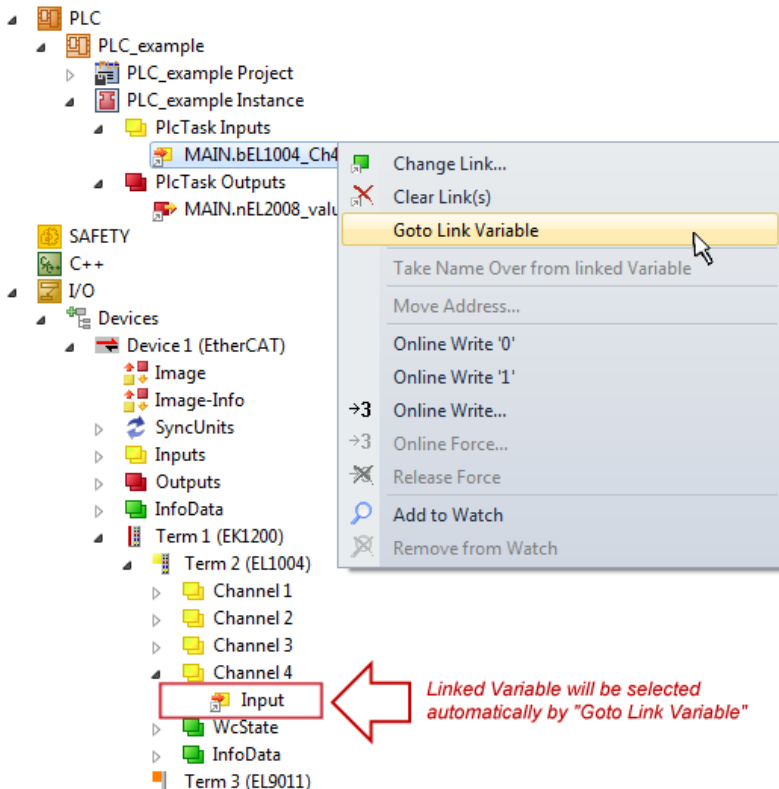 PLC
PLC_example
PLC_example Project
PLC_example Instance
PlcTask Inputs
MAIN.bEL1004_Ch4
PlcTask Outputs
MAIN.nEL2008_valu
SAFETY
C++
I/O
Devices
Device 1 (EtherCAT)
Image
Image-Info
SyncUnits
Inputs
Outputs
InfoData
Term 1 (EK1200)
Term 2 (EL1004)
Channel 1
Channel 2
Channel 3
Channel 4
Input
WcState
InfoData
Term 3 (EL9011)
Change Link...
Clear Link(s)
Goto Link Variable
Take Name Over from linked Variable
Move Address...
Online Write '0'
Online Write '1'
→3 Online Write...
→3 Online Force...
Release Force
Add to Watch
Remove from Watch
Linked Variable will be selected
automatically by "Goto Link Variable"